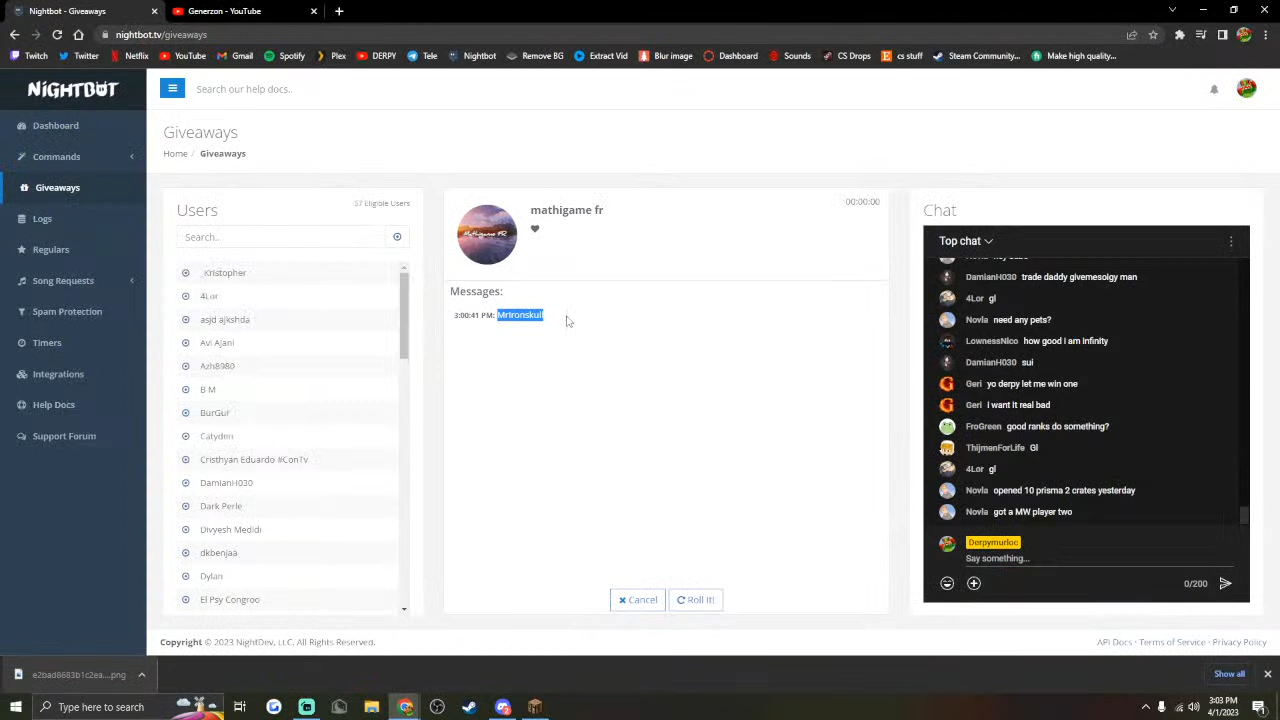 Nightbot - Giveaways
Generzon - YouTube
nightbot.tv/giveaways
Twitch
Twitter
Netflix
YouTube
Gmail
Spotify
Plex
DERPY
Tele
Nightbot
Remove BG
Extract Vid
Blur image
Dashboard
Sounds
CS Drops
cs stuff
Steam Community...
Make high quality...
NIGHTBOT
Search our help docs..
Dashboard
Commands
Giveaways
Logs
Regulars
Song Requests
Spam Protection
Timers
Integrations
Help Docs
Support Forum
Giveaways
Home / Giveaways
Users
57 Eligible Users
Search..
_Kristopher
4Lor
asjd ajkshda
Avi Ajani
Azh8980
B M
BurGur
Catyden
Cristhyan Eduardo #ConTv
DamianH030
Dark Perle
Divyesh Medidi
dkbenjaa
Dylan
El Psy Congroo
Mathigame FR
mathigame fr
00:00:00
Messages:
3:00:41 PM: MrIronskull
Cancel
Roll It!
Chat
Top chat
DamianH030 trade daddy givemesolgy man
4Lor gl
Novla need any pets?
LownessNico how good i am infinity
DamianH030 sui
Geri yo derpy let me win one
Geri i want it real bad
FroGreen good ranks do something?
ThijmenForLife Gl
4Lor gl
Novla opened 10 prisma 2 crates yesterday
Novla got a MW player two
Derpymurloc
Say something...
0/200
Copyright © 2023 NightDev, LLC. All Rights Reserved.
API Docs - Terms of Service - Privacy Policy
e2bad8683b1c2ea....png
Show all
Type here to search
3:03 PM
4/1/2023